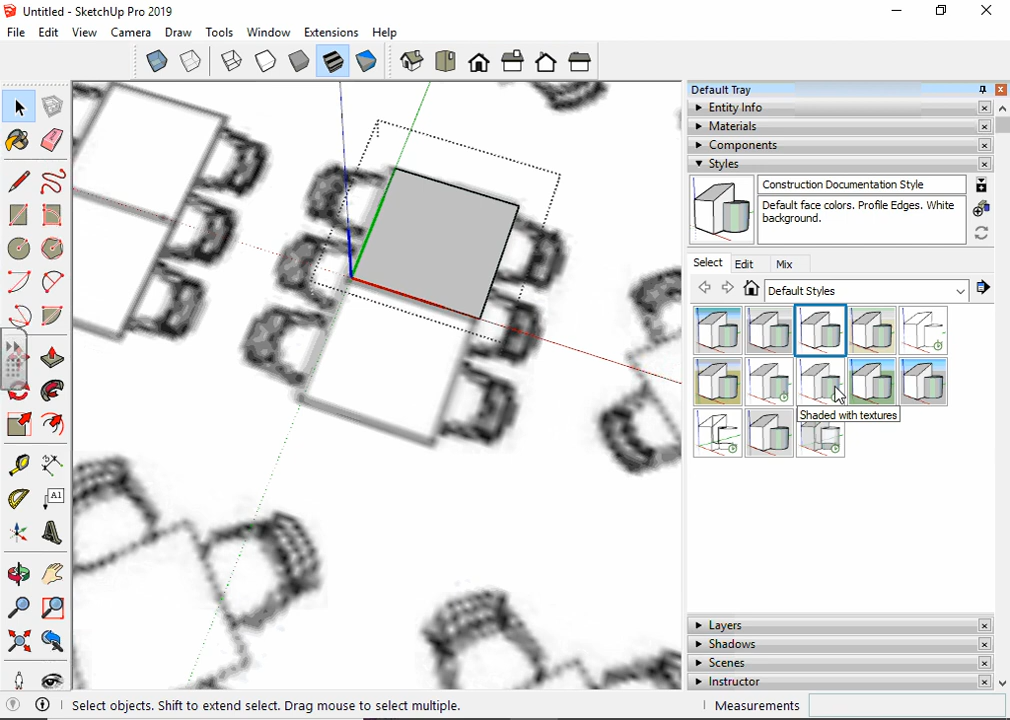 Untitled - SketchUp Pro 2019
File Edit View Camera Draw Tools Window Extensions Help
Default Tray
Entity Info
Materials
Components
Styles
Construction Documentation Style
Default face colors. Profile Edges. White
background.
Select Edit Mix
Default Styles
Shaded with textures
A1
Layers
Shadows
Scenes
Instructor
Select objects. Shift to extend select. Drag mouse to select multiple.
Measurements